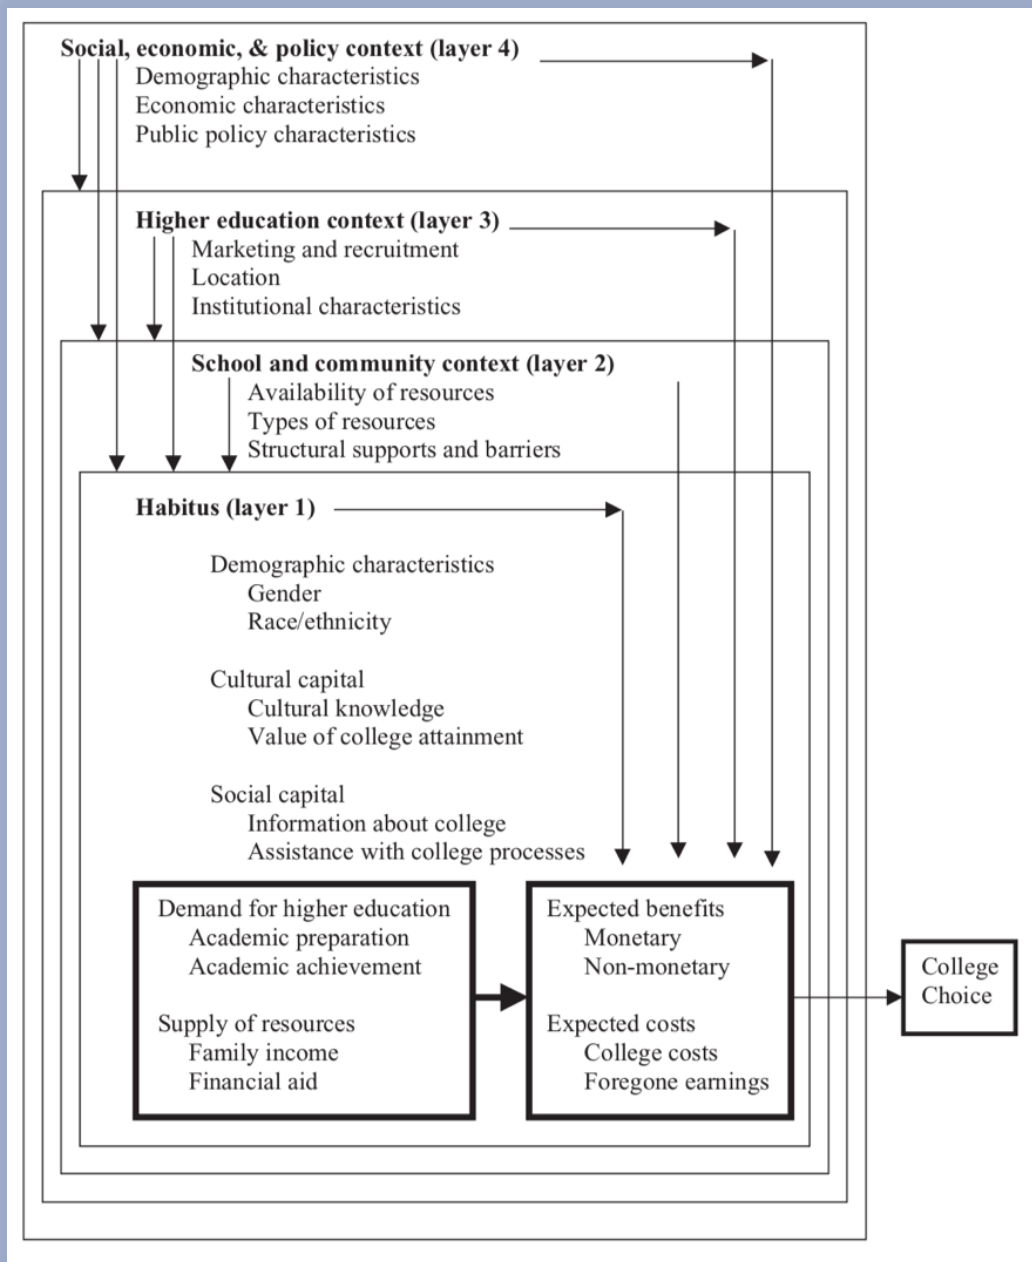 Social, economic, & policy context (layer 4)
Demographic characteristics
Economic characteristics
Public policy characteristics
Higher education context (layer 3)
Marketing and recruitment
Location
Institutional characteristics
School and community context (layer 2)
Availability of resources
Types of resources
Structural supports and barriers
Habitus (layer 1)
Demographic characteristics
Gender
Race/ethnicity
Cultural capital
Cultural knowledge
Value of college attainment
Social capital
Information about college
Assistance with college processes
Demand for higher education
Academic preparation
Academic achievement
Supply of resources
Family income
Financial aid
Expected benefits
Monetary
Non-monetary
Expected costs
College costs
Foregone earnings
College
Choice